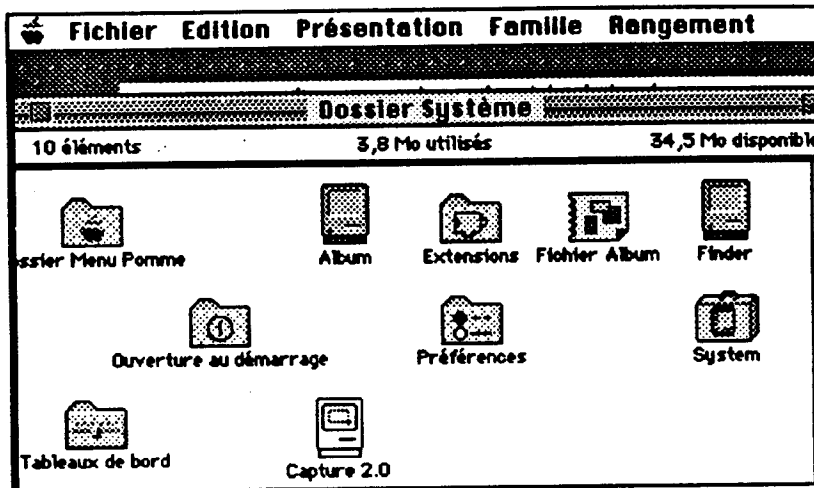 Fichier Edition Présentation Famille Rangement
Dossier Système
10 éléments 3,8 Mo utilisés 34,5 Mo disponible
ossier Menu Pomme Album Extensions Fichier Album Finder
Ouverture au démarrage Préférences System
Tableaux de bord Capture 2.0